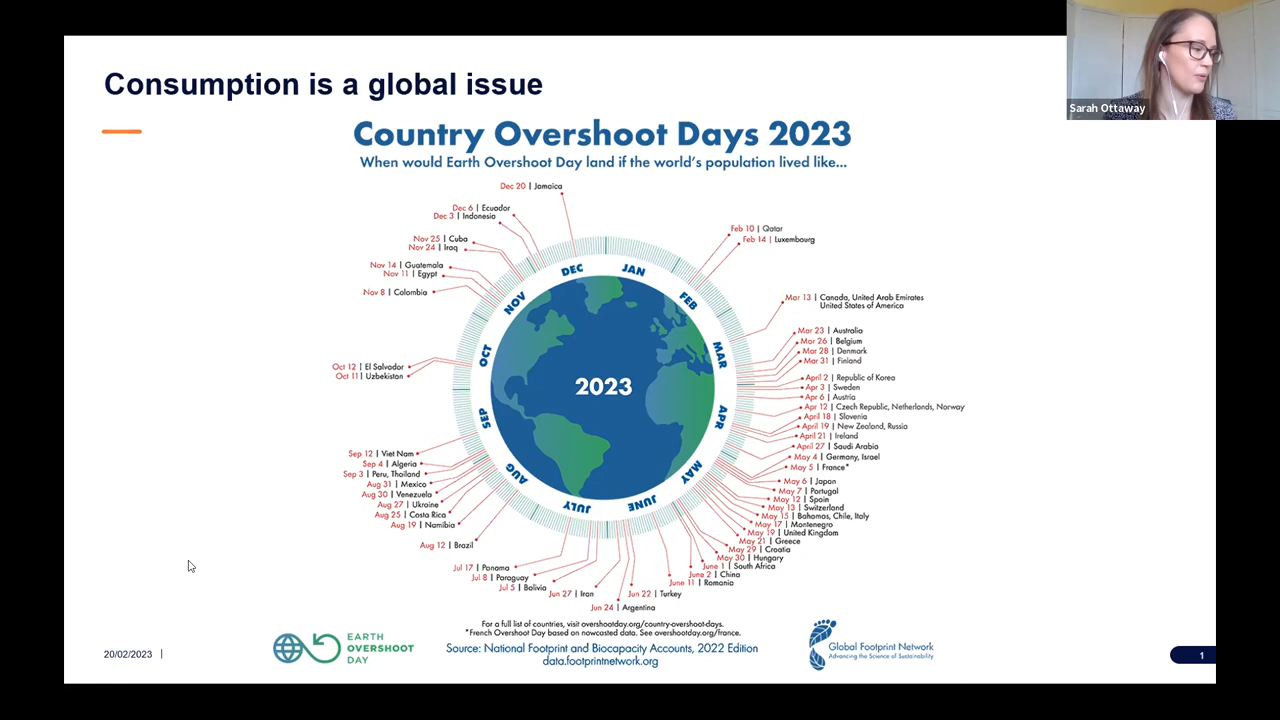 Consumption is a global issue
Sarah Ottaway
Country Overshoot Days 2023
When would Earth Overshoot Day land if the world's population lived like...
Dec 20 | Jamaica
Dec 6 | Ecuador
Dec 3 | Indonesia
Nov 25 | Cuba
Nov 24 | Iraq
Nov 14 | Guatemala
Nov 11 | Egypt
Nov 8 | Colombia
Oct 12 | El Salvador
Oct 11 | Uzbekistan
Sep 12 | Viet Nam
Sep 4 | Algeria
Sep 3 | Peru, Thailand
Aug 31 | Mexico
Aug 30 | Venezuela
Aug 27 | Ukraine
Aug 25 | Costa Rica
Aug 19 | Namibia
Aug 12 | Brazil
Jul 17 | Panama
Jul 8 | Paraguay
Jul 5 | Bolivia
Jun 27 | Iran
Jun 24 | Argentina
Jun 22 | Turkey
Feb 10 | Qatar
Feb 14 | Luxembourg
Mar 13 | Canada, United Arab Emirates
United States of America
Mar 23 | Australia
Mar 26 | Belgium
Mar 28 | Denmark
Mar 31 | Finland
April 2 | Republic of Korea
Apr 3 | Sweden
Apr 6 | Austria
Apr 12 | Czech Republic, Netherlands, Norway
April 18 | Slovenia
April 19 | New Zealand, Russia
April 21 | Ireland
April 27 | Saudi Arabia
May 4 | Germany, Israel
May 5 | France*
May 6 | Japan
May 7 | Portugal
May 12 | Spain
May 13 | Switzerland
May 15 | Bahamas, Chile, Italy
May 17 | Montenegro
May 19 | United Kingdom
May 21 | Greece
May 29 | Croatia
May 30 | Hungary
June 1 | South Africa
June 2 | China
June 11 | Romania
JAN
FEB
MAR
APR
MAY
JUNE
JULY
AUG
SEP
OCT
NOV
DEC
2023
For a full list of countries, visit overshootday.org/country-overshoot-days.
*French Overshoot Day based on nowcasted data. See overshootday.org/france.
EARTH
OVERSHOOT
DAY
Source: National Footprint and Biocapacity Accounts, 2022 Edition
data.footprintnetwork.org
Global Footprint Network
Advancing the Science of Sustainability
20/02/2023 |
1